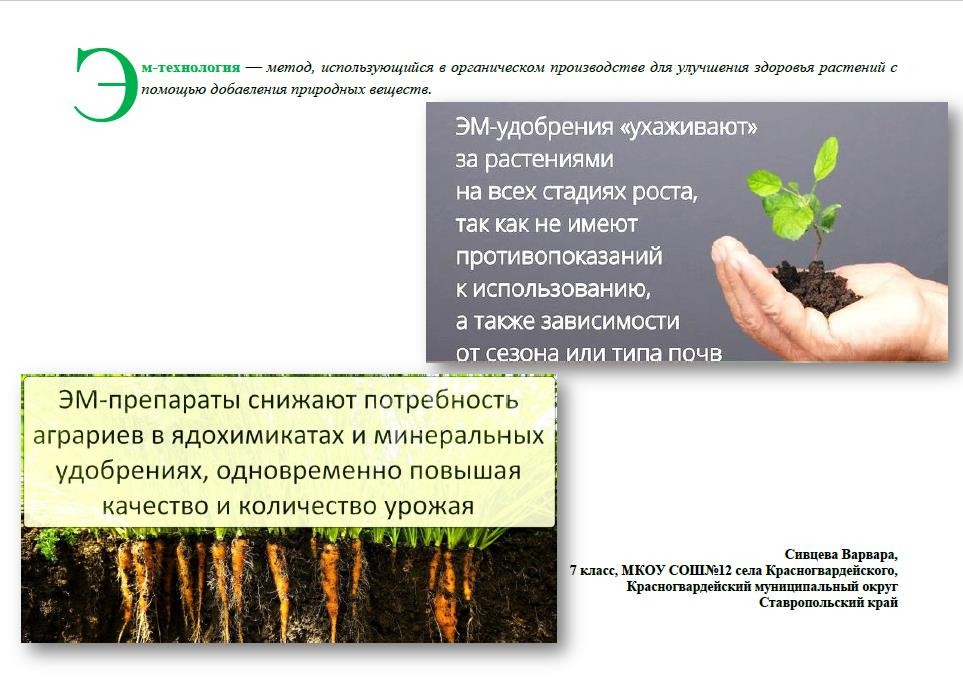 Эм-технология — метод, использующийся в органическом производстве для улучшения здоровья растений с
помощью добавления природных веществ.
ЭМ-удобрения «ухаживают»
за растениями
на всех стадиях роста,
так как не имеют
противопоказаний
к использованию,
а также зависимости
от сезона или типа почв
ЭМ-препараты снижают потребность
аграриев в ядохимикатах и минеральных
удобрениях, одновременно повышая
качество и количество урожая
Сивцева Варвара,
7 класс, МКОУ СОШ№12 села Красногвардейского,
Красногвардейский муниципальный округ
Ставропольский край